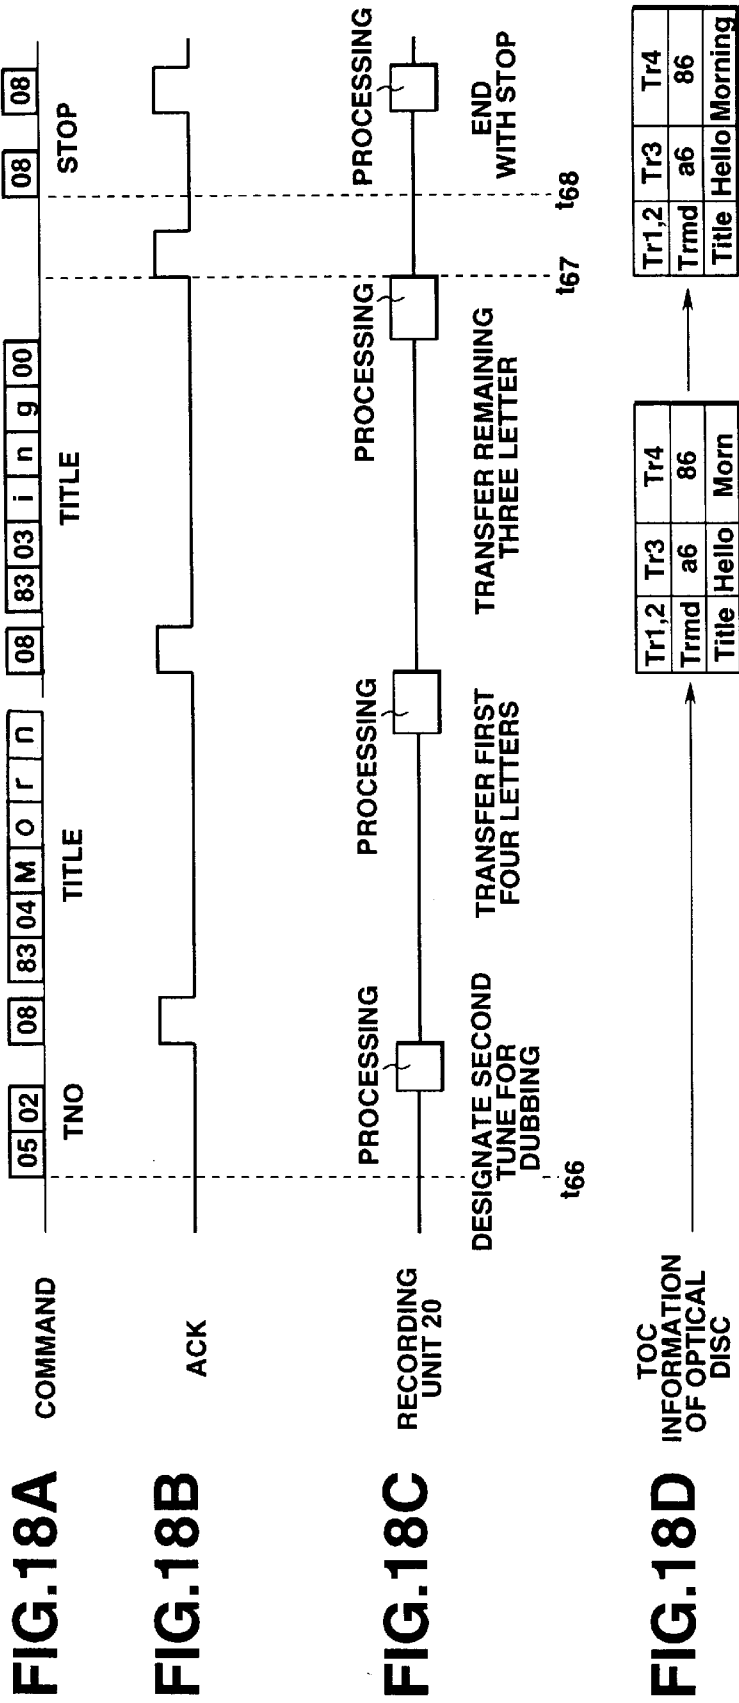 FIG.18A
COMMAND
05 02
08
83 04 M o r n
08
83 03 i n g 00
08
08
TNO
TITLE
TITLE
STOP
FIG.18B
ACK
FIG.18C
RECORDING
UNIT 20
PROCESSING
PROCESSING
PROCESSING
PROCESSING
DESIGNATE SECOND
TUNE FOR
DUBBING
TRANSFER FIRST
FOUR LETTERS
TRANSFER REMAINING
THREE LETTER
END
WITH STOP
t66
t67
t68
FIG.18D
TOC
INFORMATION
OF OPTICAL
DISC
Tr1,2 Tr3 Tr4
Trmd a6 86
Title Hello Morn
Tr1,2 Tr3 Tr4
Trmd a6 86
Title Hello Morning